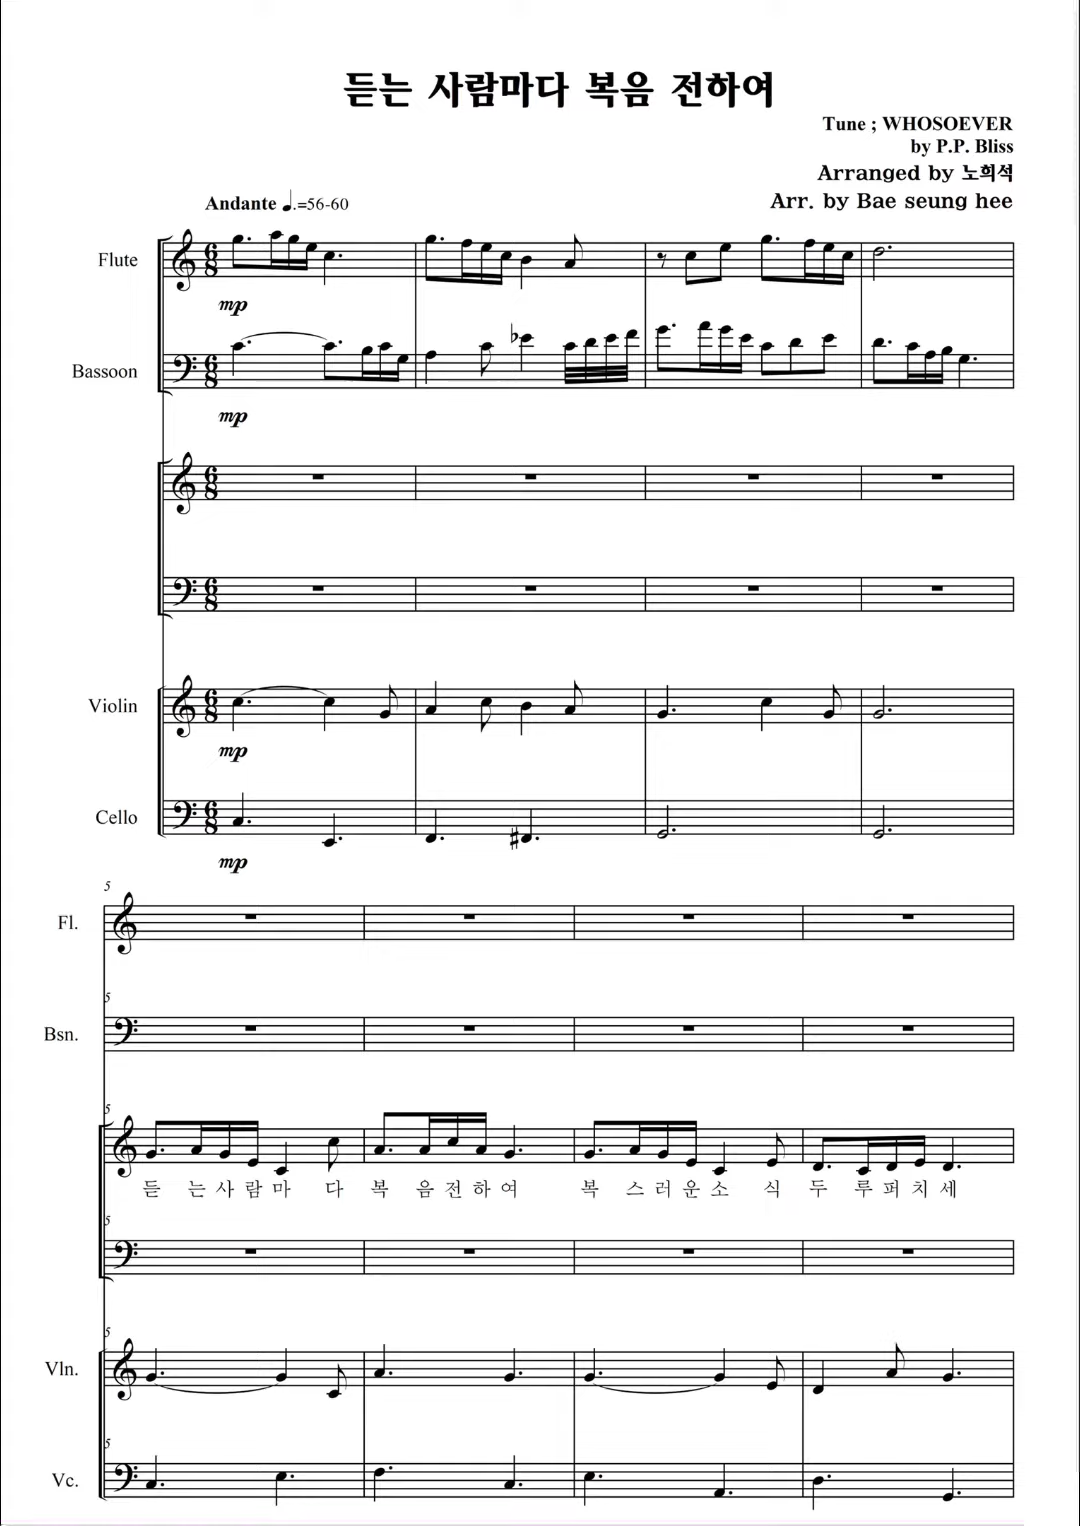 듣는 사람마다 복음 전하여
Tune ; WHOSOEVER
by P.P. Bliss
Arranged by 노희석
Arr. by Bae seung hee
Andante ♩.=56-60
Flute
mp
Bassoon
mp
Violin
mp
Cello
mp
5
Fl.
5
Bsn.
5
듣 는 사 람 마 다 복 음 전 하 여 복 스 러 운 소 식 두 루 퍼 치 세
5
5
Vln.
5
Vc.